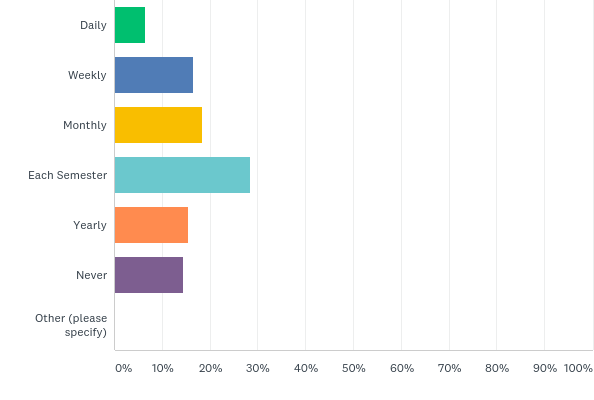 Daily
Weekly
Monthly
Each Semester
Yearly
Never
Other (please
specify)
0% 10% 20% 30% 40% 50% 60% 70% 80% 90% 100%